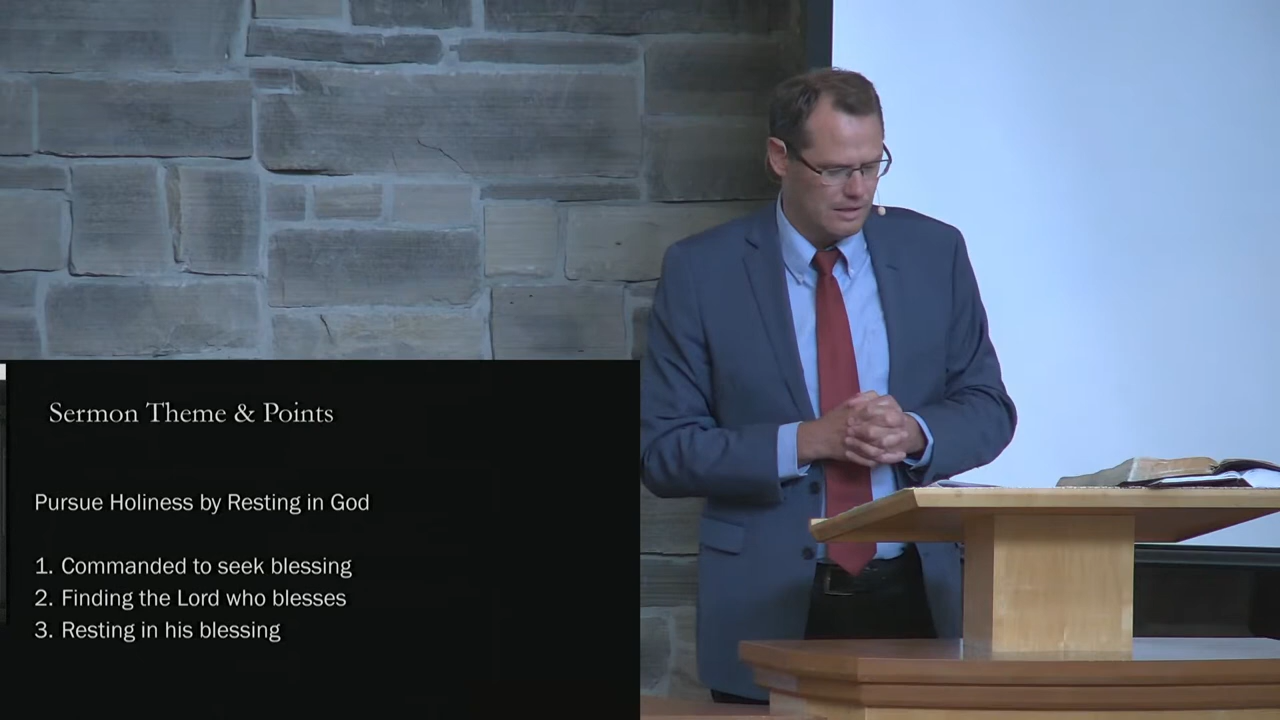 Sermon Theme & Points
Pursue Holiness by Resting in God
1. Commanded to seek blessing
2. Finding the Lord who blesses
3. Resting in his blessing